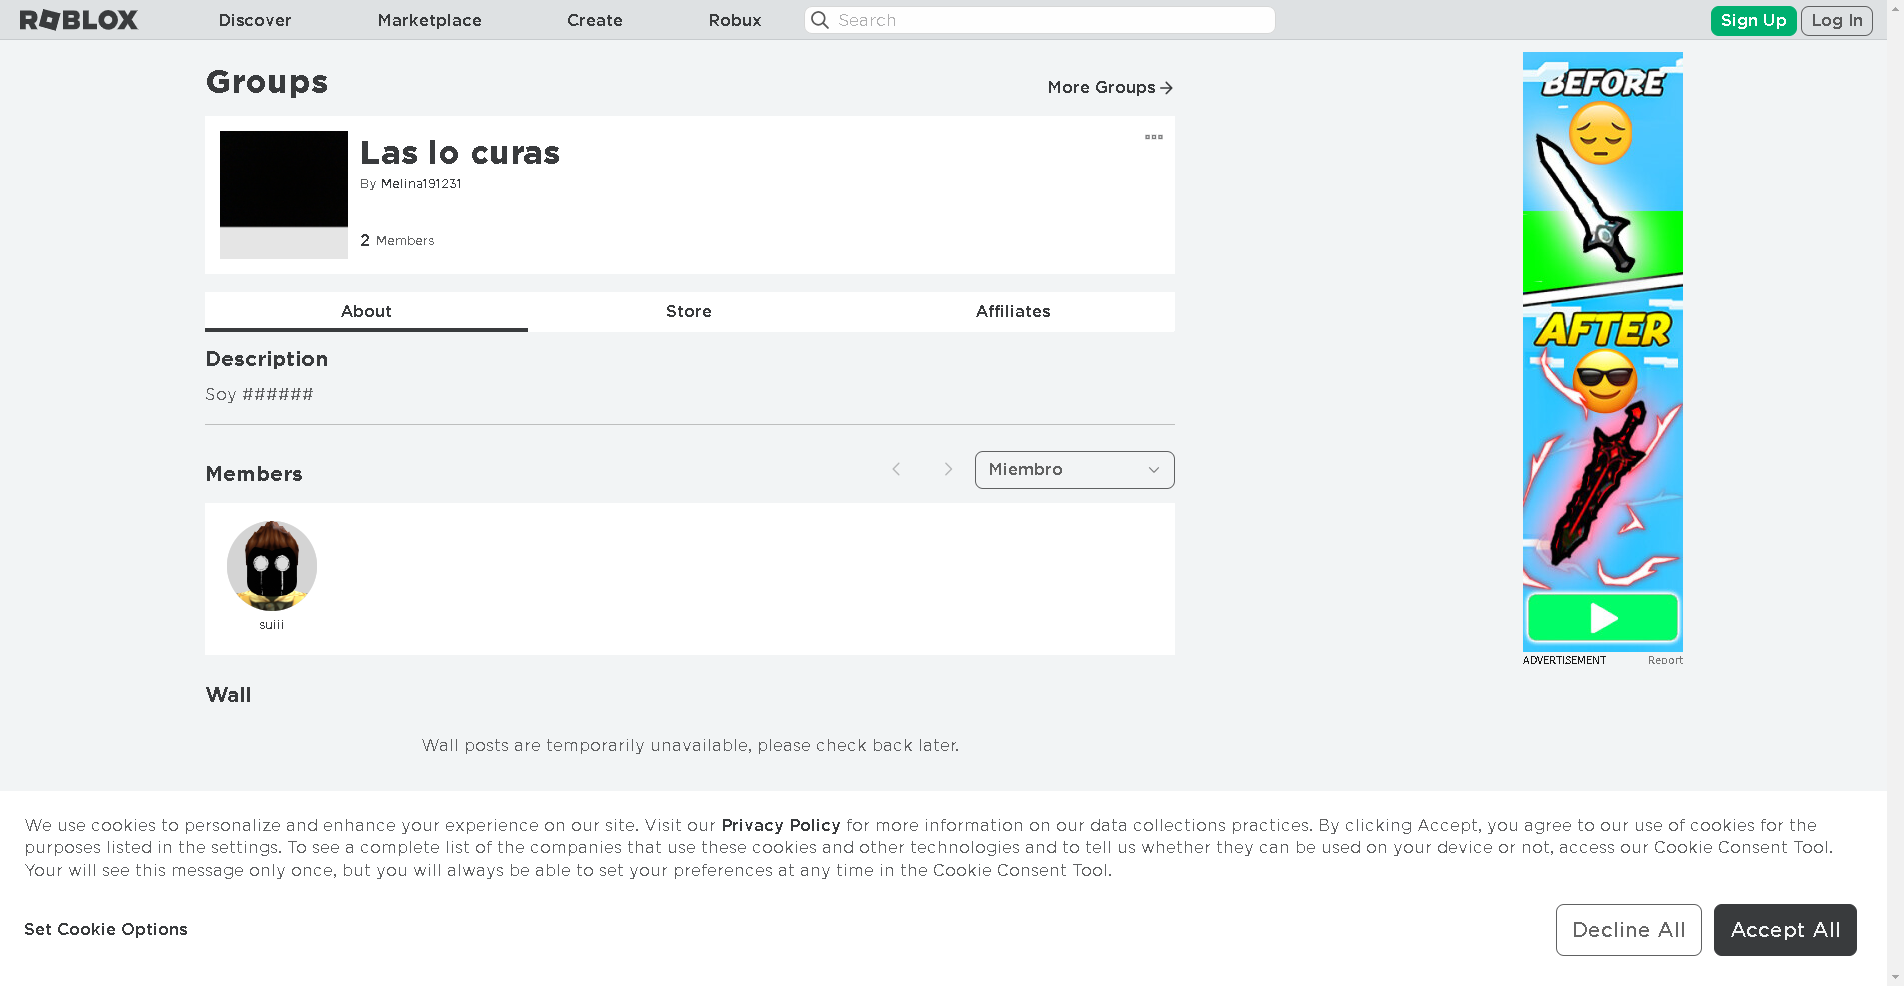 ROBLOX Discover Marketplace Create Robux Search Sign Up Log In
Groups
More Groups
Las lo curas
By Melina191231
2 Members
About Store Affiliates
Description
Soy ######
Members
Miembro
suiii
Wall
Wall posts are temporarily unavailable, please check back later.
BEFORE
AFTER
ADVERTISEMENT Report
We use cookies to personalize and enhance your experience on our site. Visit our Privacy Policy for more information on our data collections practices. By clicking Accept, you agree to our use of cookies for the
purposes listed in the settings. To see a complete list of the companies that use these cookies and other technologies and to tell us whether they can be used on your device or not, access our Cookie Consent Tool.
Your will see this message only once, but you will always be able to set your preferences at any time in the Cookie Consent Tool.
Set Cookie Options
Decline All
Accept All